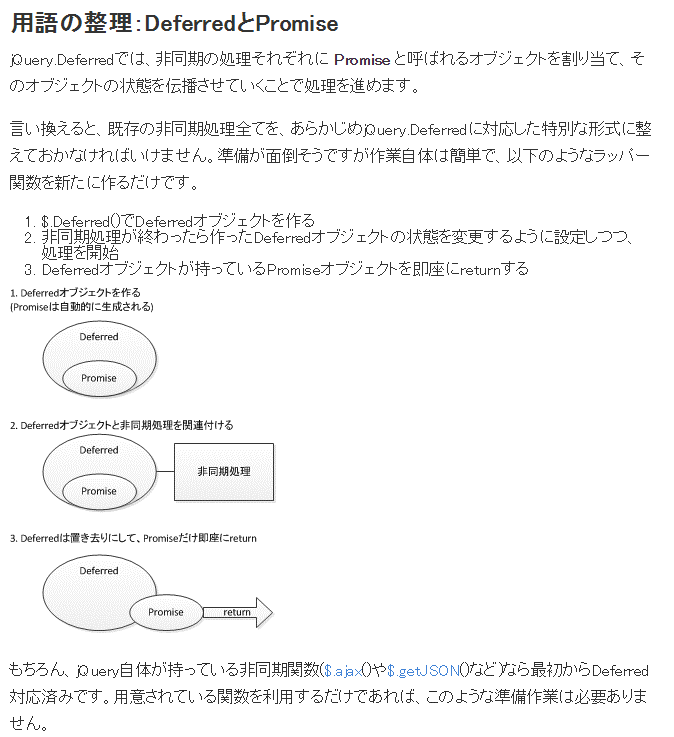 用語の整理：DeferredとPromise
jQuery.Deferredでは、非同期の処理それぞれに Promise と呼ばれるオブジェクトを割り当て、そ
のオブジェクトの状態を伝播させていくことで処理を進めます。
言い換えると、既存の非同期処理全てを、あらかじめjQuery.Deferredに対応した特別な形式に整
えておかなければいけません。準備が面倒そうですが作業自体は簡単で、以下のようなラッパー
関数を新たに作るだけです。
1. $.Deferred()でDeferredオブジェクトを作る
2. 非同期処理が終わったら作ったDeferredオブジェクトの状態を変更するように設定しつつ、
処理を開始
3. Deferredオブジェクトが持っているPromiseオブジェクトを即座にreturnする
1. Deferredオブジェクトを作る
(Promiseは自動的に生成される)
Deferred
Promise
2. Deferredオブジェクトと非同期処理を関連付ける
Deferred
Promise
非同期処理
3. Deferredは置き去りにして、Promiseだけ即座にreturn
Deferred
Promise
return
もちろん、jQuery自体が持っている非同期関数($.ajax()や$.getJSON()など)なら最初からDeferred
対応済みです。用意されている関数を利用するだけであれば、このような準備作業は必要ありま
せん。